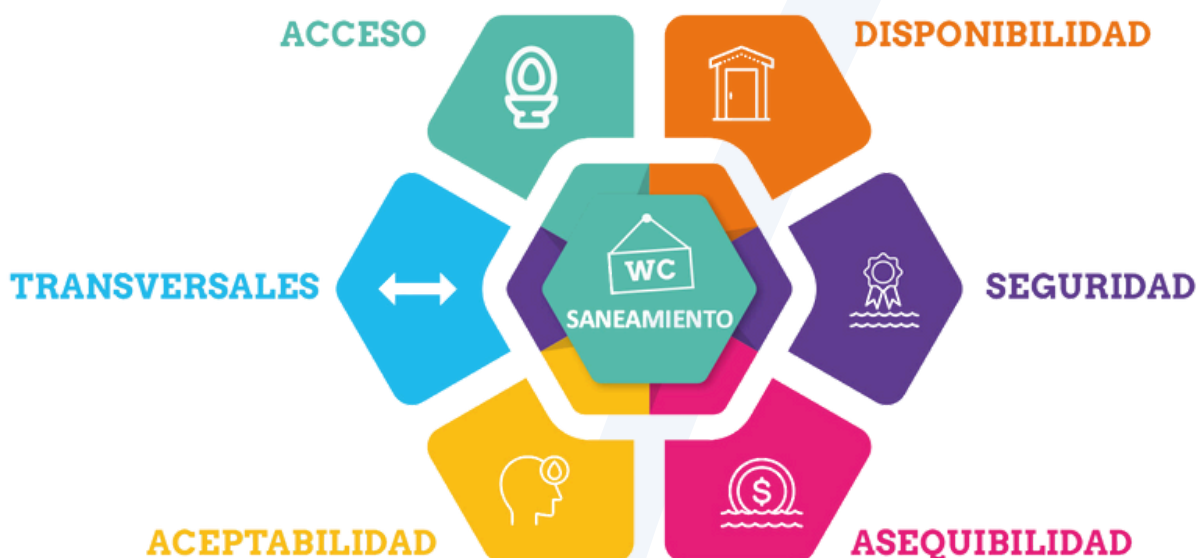 ACCESO
DISPONIBILIDAD
TRANSVERSALES
WC
SANEAMIENTO
SEGURIDAD
$
ACEPTABILIDAD
ASEQUIBILIDAD